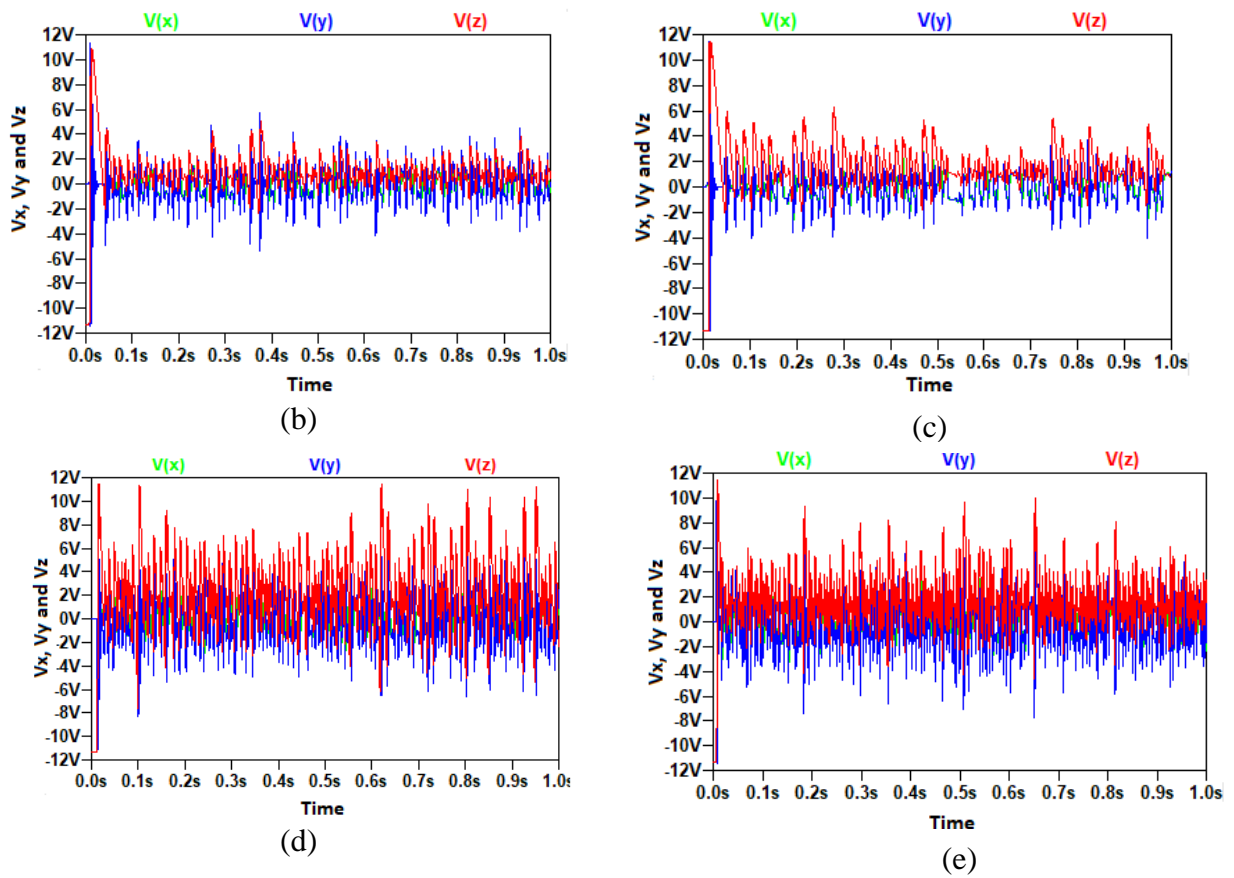 V(x) V(y) V(z)
12V
10V
8V
6V
4V
2V
0V
-2V
-4V
-6V
-8V
-10V
-12V
Vx, Vy and Vz
0.0s 0.1s 0.2s 0.3s 0.4s 0.5s 0.6s 0.7s 0.8s 0.9s 1.0s
Time
(b)
V(x) V(y) V(z)
12V
10V
8V
6V
4V
2V
0V
-2V
-4V
-6V
-8V
-10V
-12V
Vx, Vy and Vz
0.0s 0.1s 0.2s 0.3s 0.4s 0.5s 0.6s 0.7s 0.8s 0.9s 1.0s
Time
(c)
V(x) V(y) V(z)
12V
10V
8V
6V
4V
2V
0V
-2V
-4V
-6V
-8V
-10V
-12V
Vx, Vy and Vz
0.0s 0.1s 0.2s 0.3s 0.4s 0.5s 0.6s 0.7s 0.8s 0.9s 1.0s
Time
(d)
V(x) V(y) V(z)
12V
10V
8V
6V
4V
2V
0V
-2V
-4V
-6V
-8V
-10V
-12V
Vx, Vy and Vz
0.0s 0.1s 0.2s 0.3s 0.4s 0.5s 0.6s 0.7s 0.8s 0.9s 1.0s
Time
(e)